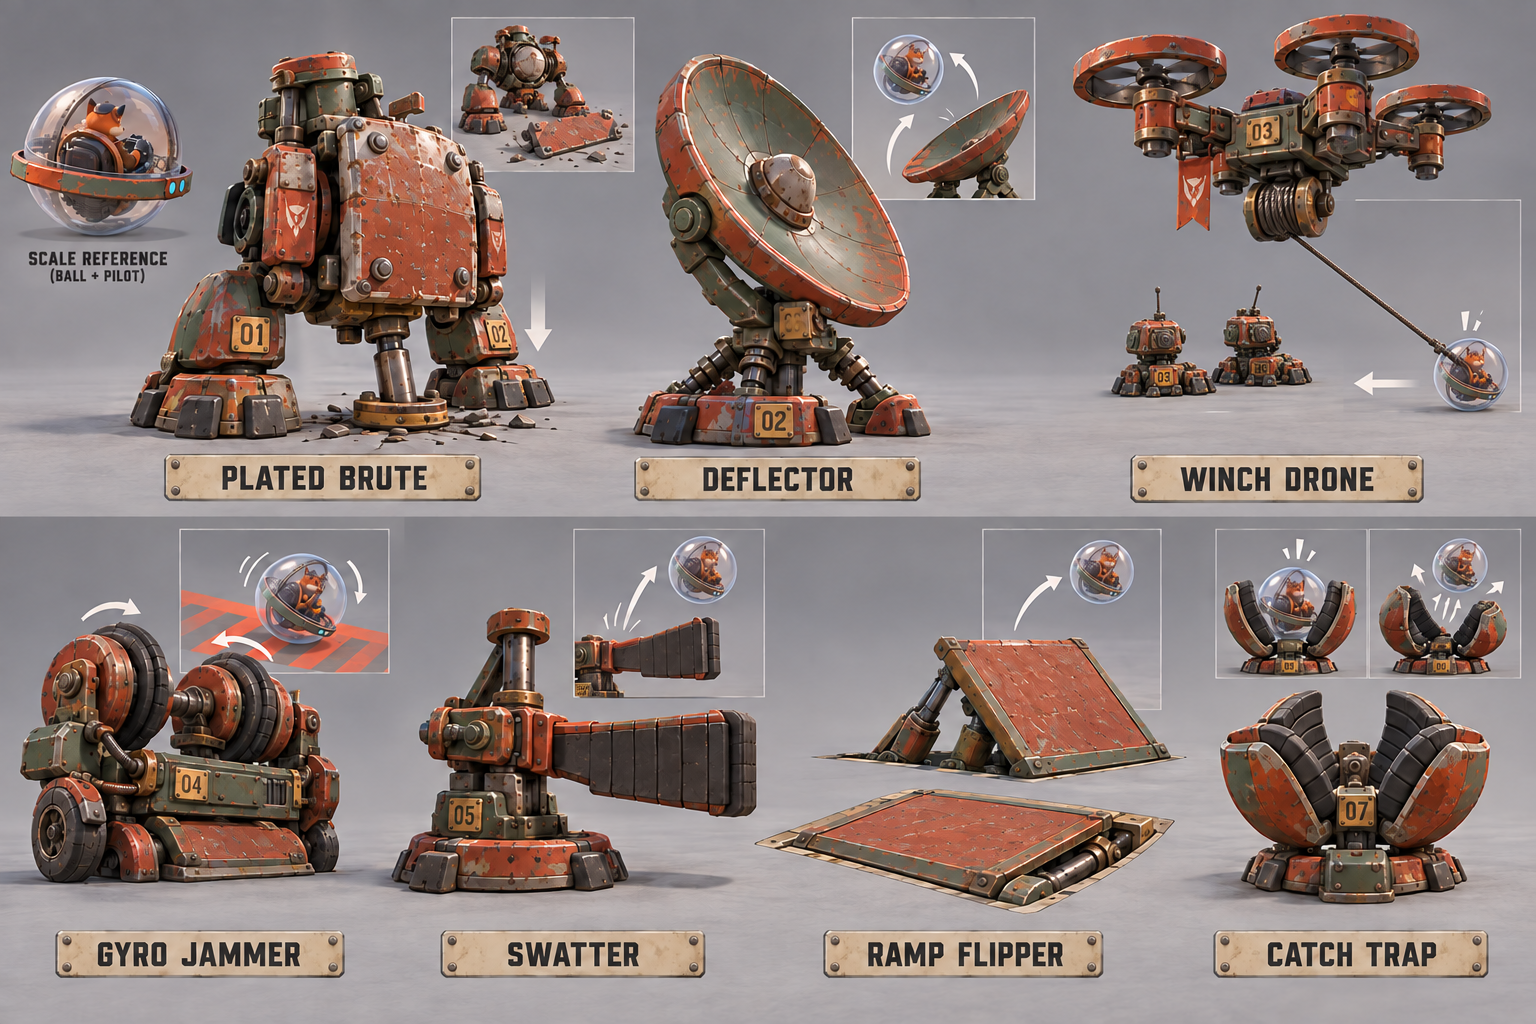 SCALE REFERENCE
(BALL + PILOT)
01
02
PLATED BRUTE
02
DEFLECTOR
03
03
WINCH DRONE
04
GYRO JAMMER
05
SWATTER
RAMP FLIPPER
05
07
CATCH TRAP